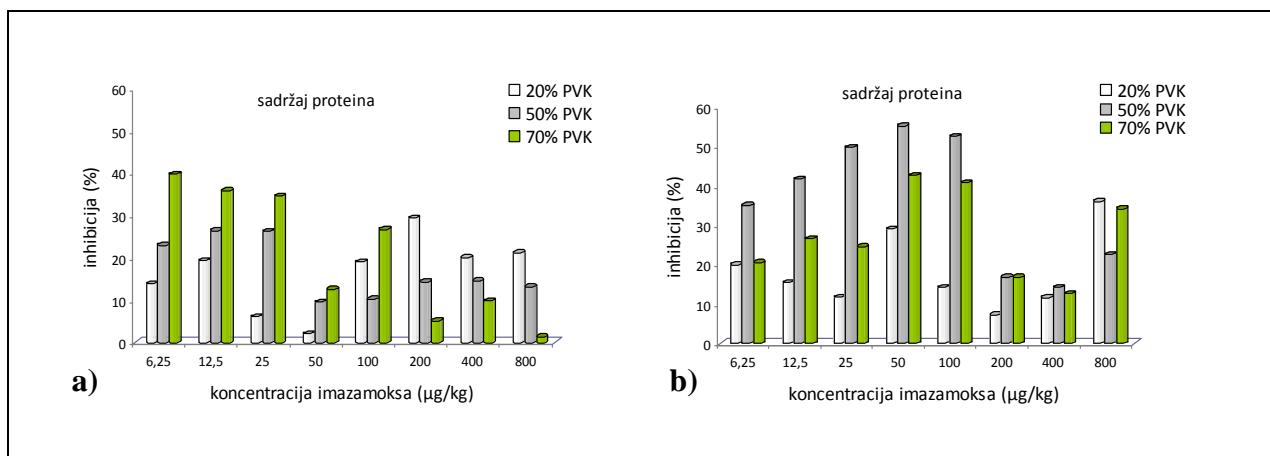 sadržaj proteina
20% PVK
50% PVK
70% PVK
inhibicija (%)
60
50
40
30
20
10
0
6,25 12,5 25 50 100 200 400 800
koncentracija imazamoksa (µg/kg)
a)
sadržaj proteina
20% PVK
50% PVK
70% PVK
inhibicija (%)
60
50
40
30
20
10
0
6,25 12,5 25 50 100 200 400 800
koncentracija imazamoksa (µg/kg)
b)